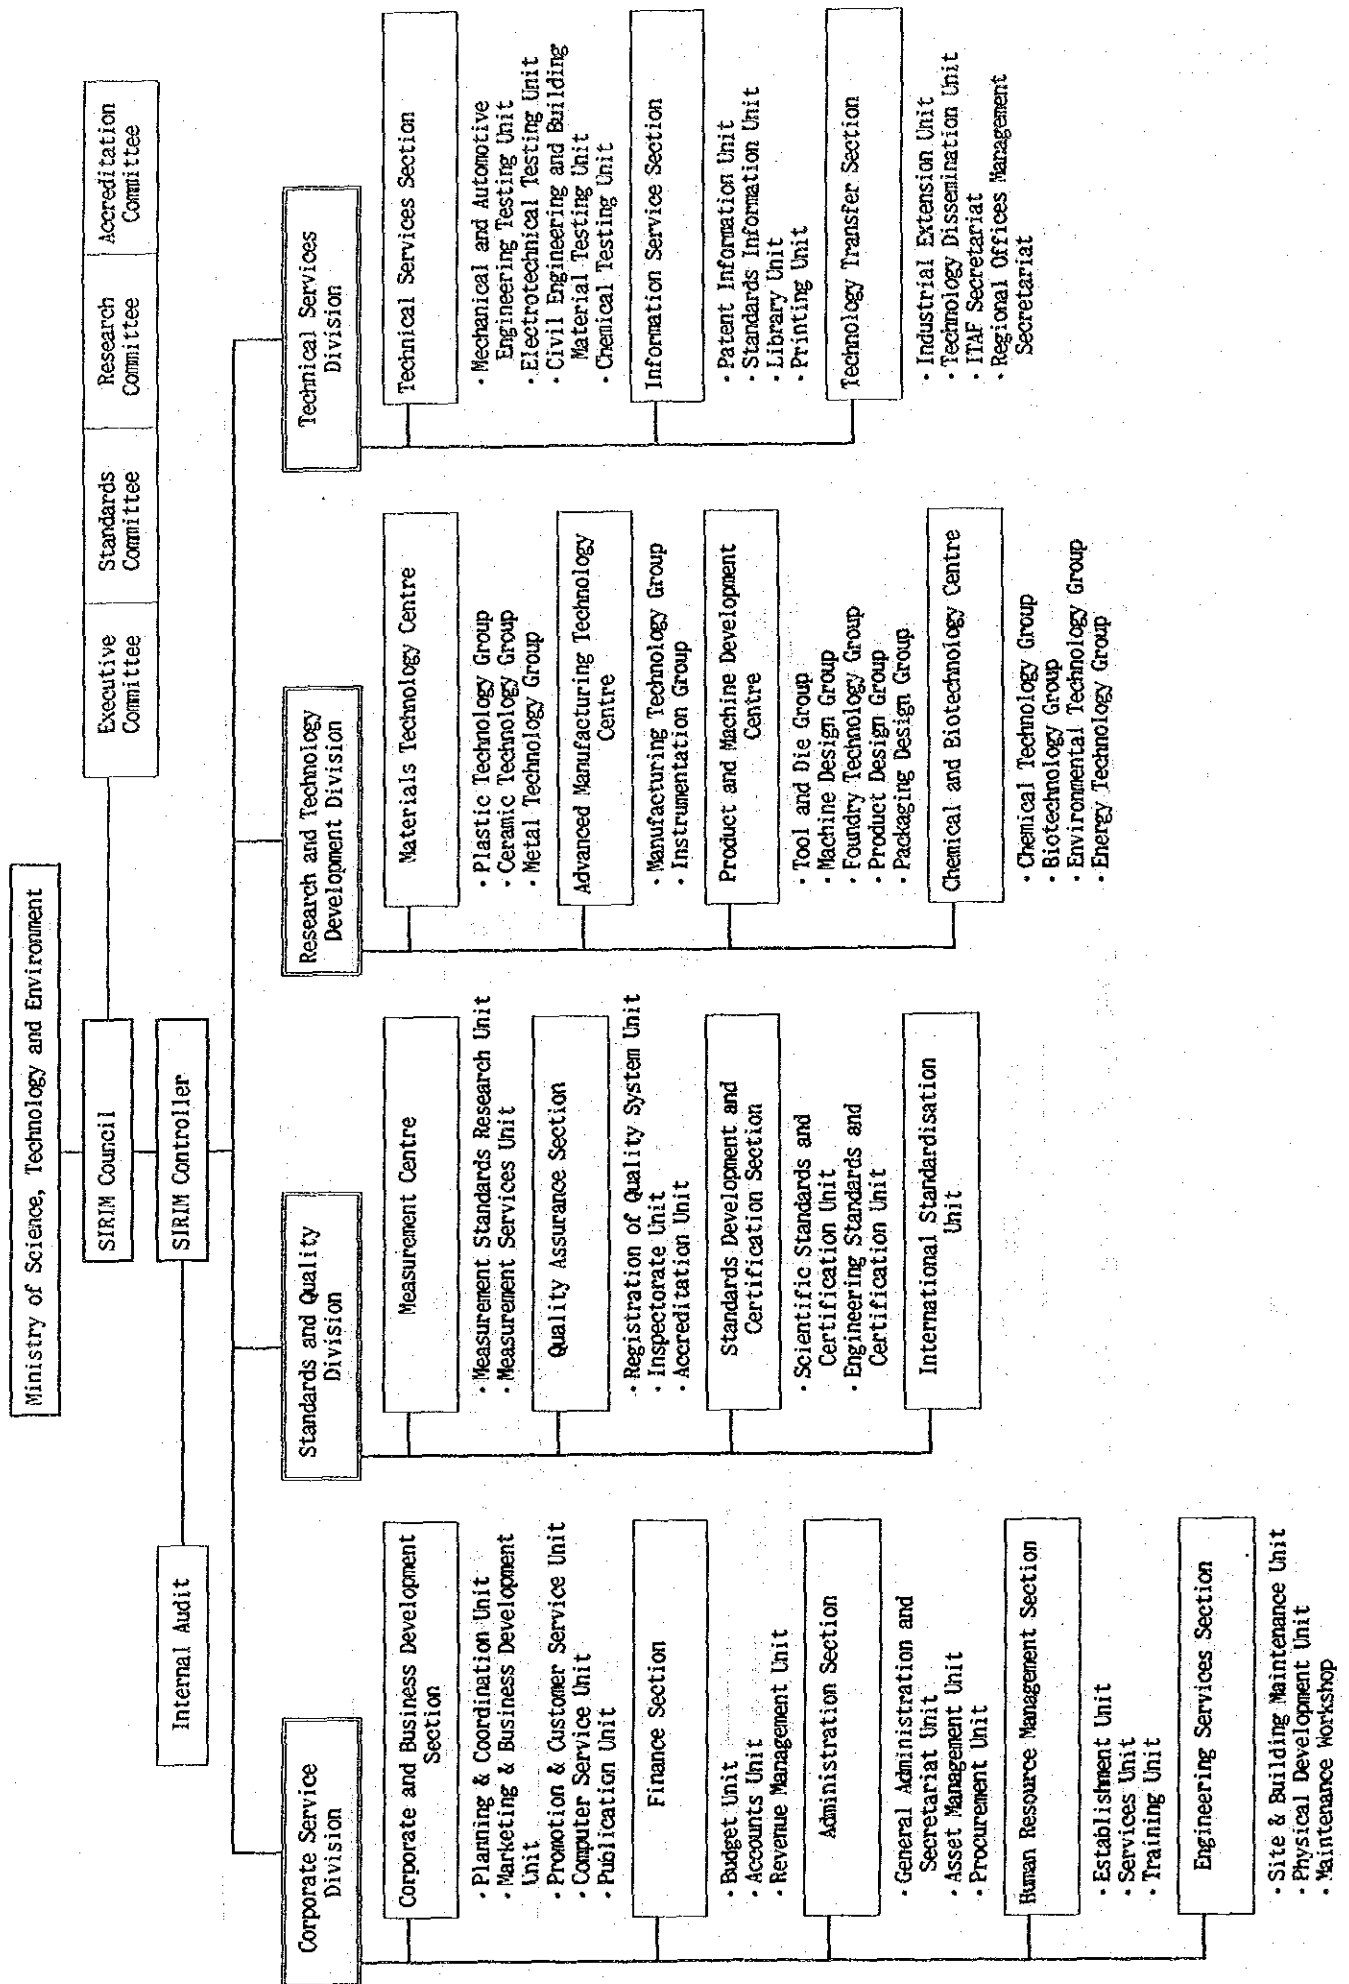 Ministry of Science, Technology and Environment
SIRIM Council
Executive
Committee
Standards
Committee
Research
Committee
Accreditation
Committee
SIRIM Controller
Internal Audit
Corporate Service
Division
Corporate and Business Development
Section
· Planning & Coordination Unit
· Marketing & Business Development
Unit
· Promotion & Customer Service Unit
· Computer Service Unit
· Publication Unit
Finance Section
· Budget Unit
· Accounts Unit
· Revenue Management Unit
Administration Section
· General Administration and
Secretariat Unit
· Asset Management Unit
· Procurement Unit
Human Resource Management Section
· Establishment Unit
· Services Unit
· Training Unit
Engineering Services Section
· Site & Building Maintenance Unit
· Physical Development Unit
· Maintenance Workshop
Standards and Quality
Division
Measurement Centre
· Measurement Standards Research Unit
· Measurement Services Unit
Quality Assurance Section
· Registration of Quality System Unit
· Inspectorate Unit
· Accreditation Unit
Standards Development and
Certification Section
· Scientific Standards and
Certification Unit
· Engineering Standards and
Certification Unit
International Standardisation
Unit
Research and Technology
Development Division
Materials Technology Centre
· Plastic Technology Group
· Ceramic Technology Group
· Metal Technology Group
Advanced Manufacturing Technology
Centre
· Manufacturing Technology Group
· Instrumentation Group
Product and Machine Development
Centre
· Tool and Die Group
· Machine Design Group
· Foundry Technology Group
· Product Design Group
· Packaging Design Group
Chemical and Biotechnology Centre
· Chemical Technology Group
· Biotechnology Group
· Environmental Technology Group
· Energy Technology Group
Technical Services
Division
Technical Services Section
· Mechanical and Automotive
Engineering Testing Unit
· Electrotechnical Testing Unit
· Civil Engineering and Building
Material Testing Unit
· Chemical Testing Unit
Information Service Section
· Patent Information Unit
· Standards Information Unit
· Library Unit
· Printing Unit
Technology Transfer Section
· Industrial Extension Unit
· Technology Dissemination Unit
· ITAF Secretariat
· Regional Offices Management
Secretariat